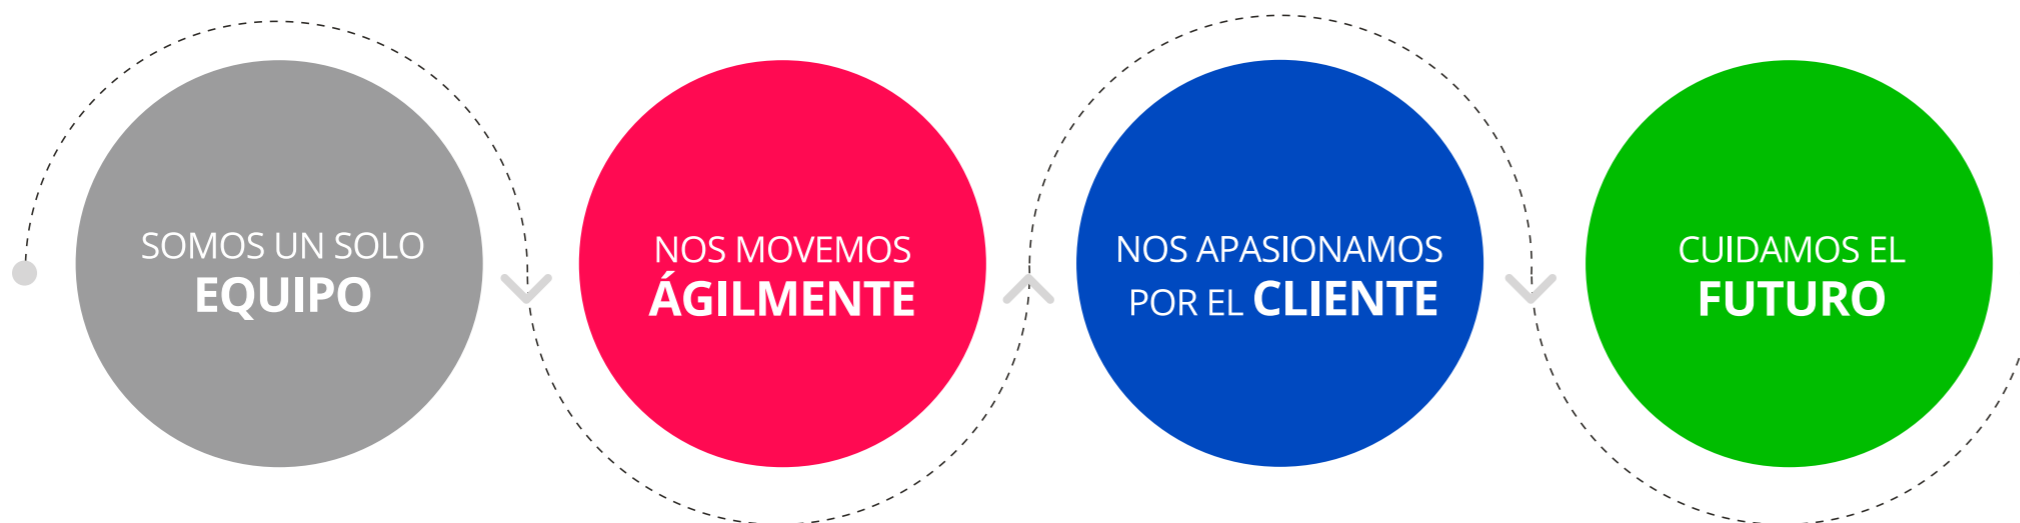 SOMOS UN SOLO
EQUIPO
NOS MOVEMOS
ÁGILMENTE
NOS APASIONAMOS
POR EL CLIENTE
CUIDAMOS EL
FUTURO